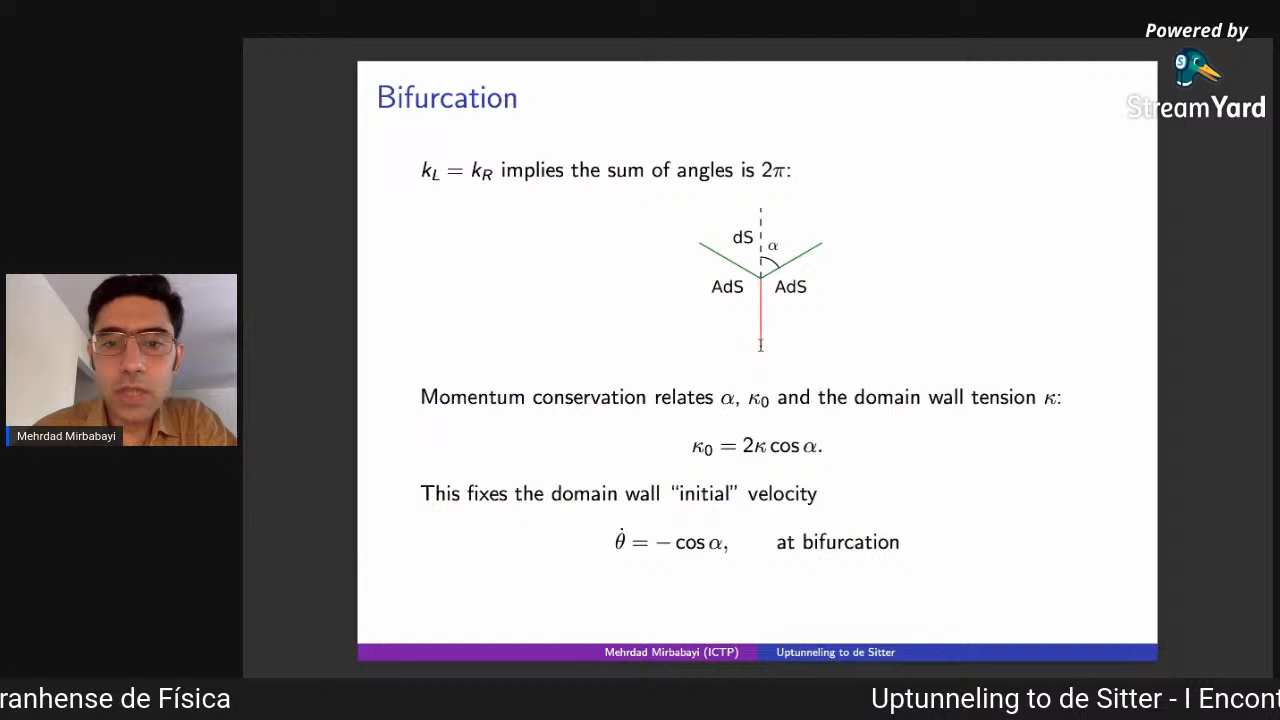 Powered by
StreamYard
Bifurcation
k_L = k_R implies the sum of angles is 2π:
dS
α
AdS
AdS
Momentum conservation relates α, κ₀ and the domain wall tension κ:
κ₀ = 2κ cos α.
This fixes the domain wall “initial” velocity
θ̇ = − cos α, at bifurcation
Mehrdad Mirbabayi
Mehrdad Mirbabayi (ICTP)
Uptunneling to de Sitter
ranhense de Física
Uptunneling to de Sitter - I Encont